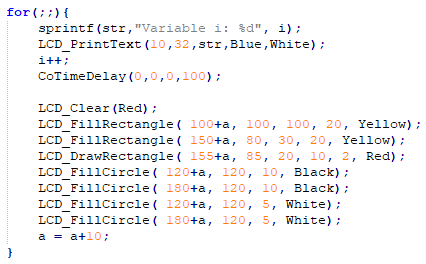 for(;;){
sprintf(str,"Variable i: %d", i);
LCD_PrintText(10,32,str,Blue,White);
i++;
CoTimeDelay(0,0,0,100);
LCD_Clear(Red);
LCD_FillRectangle( 100+a, 100, 100, 20, Yellow);
LCD_FillRectangle( 150+a, 80, 30, 20, Yellow);
LCD_DrawRectangle( 155+a, 85, 20, 10, 2, Red);
LCD_FillCircle( 120+a, 120, 10, Black);
LCD_FillCircle( 180+a, 120, 10, Black);
LCD_FillCircle( 120+a, 120, 5, White);
LCD_FillCircle( 180+a, 120, 5, White);
a = a+10;
}